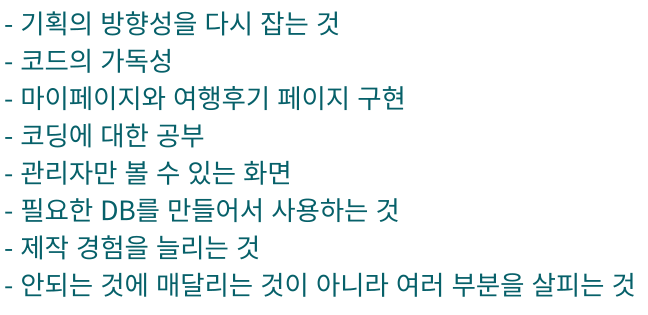 - 기획의 방향성을 다시 잡는 것
- 코드의 가독성
- 마이페이지와 여행후기 페이지 구현
- 코딩에 대한 공부
- 관리자만 볼 수 있는 화면
- 필요한 DB를 만들어서 사용하는 것
- 제작 경험을 늘리는 것
- 안되는 것에 매달리는 것이 아니라 여러 부분을 살피는 것